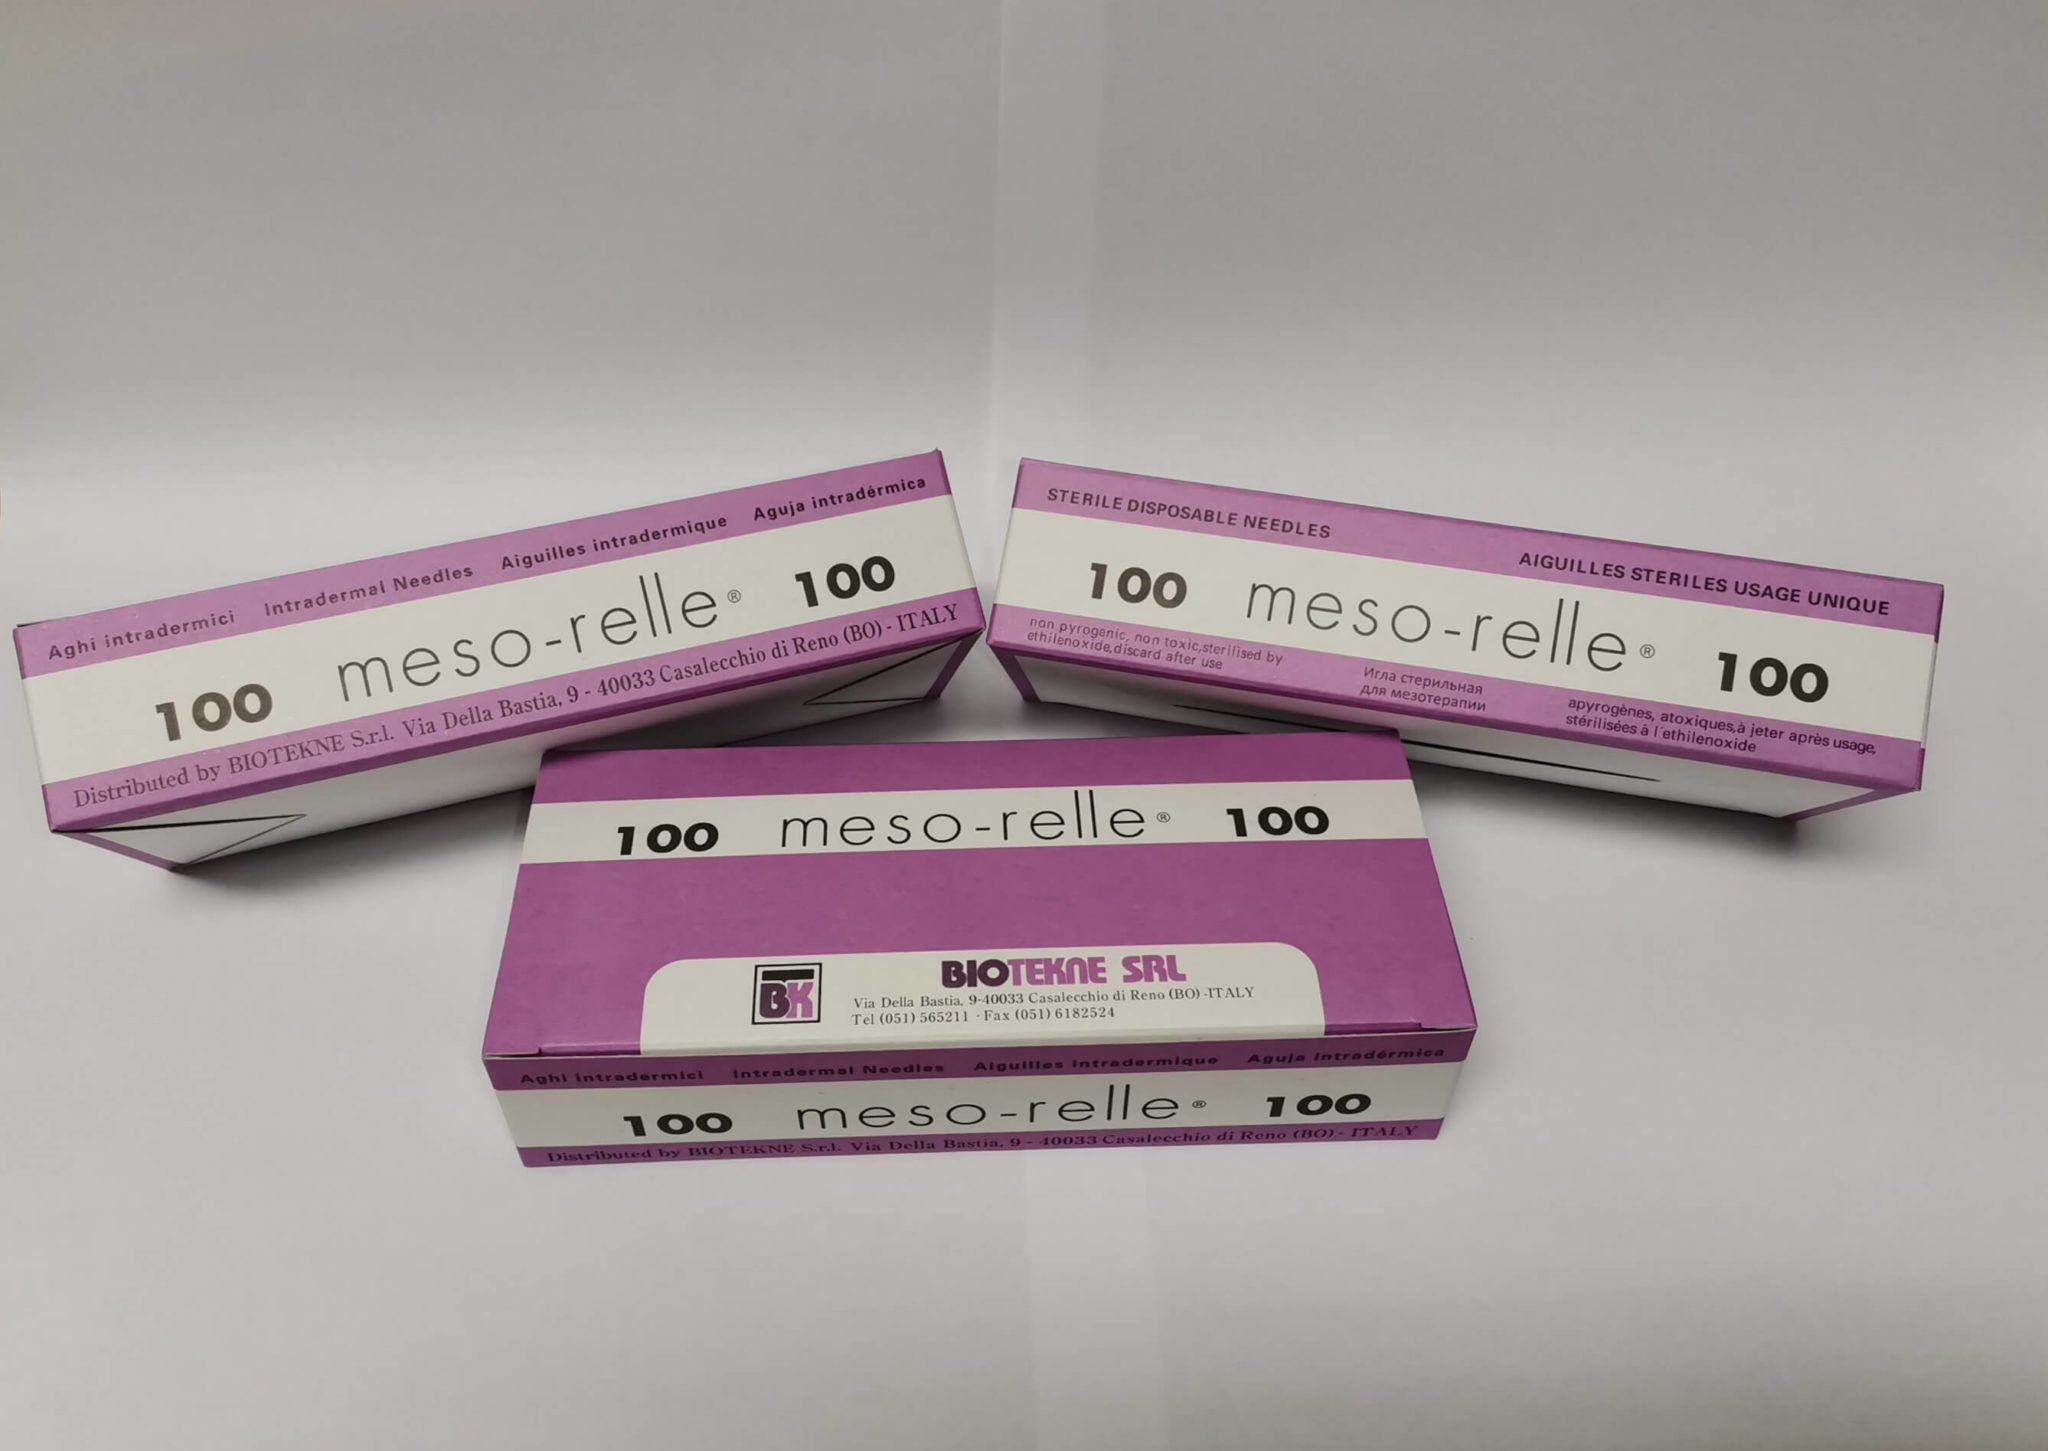 Aghi intradermici Intradermal Needles Aiguilles intradermique Aguja intradérmica
100 meso-relle® 100
Distributed by BIOTEKNE S.r.l. Via Della Bastia, 9 - 40033 Casalecchio di Reno (BO) - ITALY
STERILE DISPOSABLE NEEDLES
AIGUILLES STERILES USAGE UNIQUE
100 meso-relle® 100
non pyrogenic, non toxic,sterilised by
ethilenoxide,discard after use
Игла стерильная
для мезотерапии
apyrogènes, atoxiques,à jeter après usage,
stérilisées à l'ethilenoxide
100 meso-relle® 100
BK
BIOTEKNE SRL
Via Della Bastia, 9-40033 Casalecchio di Reno (BO) -ITALY
Tel (051) 565211 - Fax (051) 6182524
Aghi intradermici Intradermal Needles Aiguilles intradermique Aguja intradérmica
100 meso-relle® 100
Distributed by BIOTEKNE S.r.l. Via Della Bastia, 9 - 40033 Casalecchio di Reno (BO) - ITALY